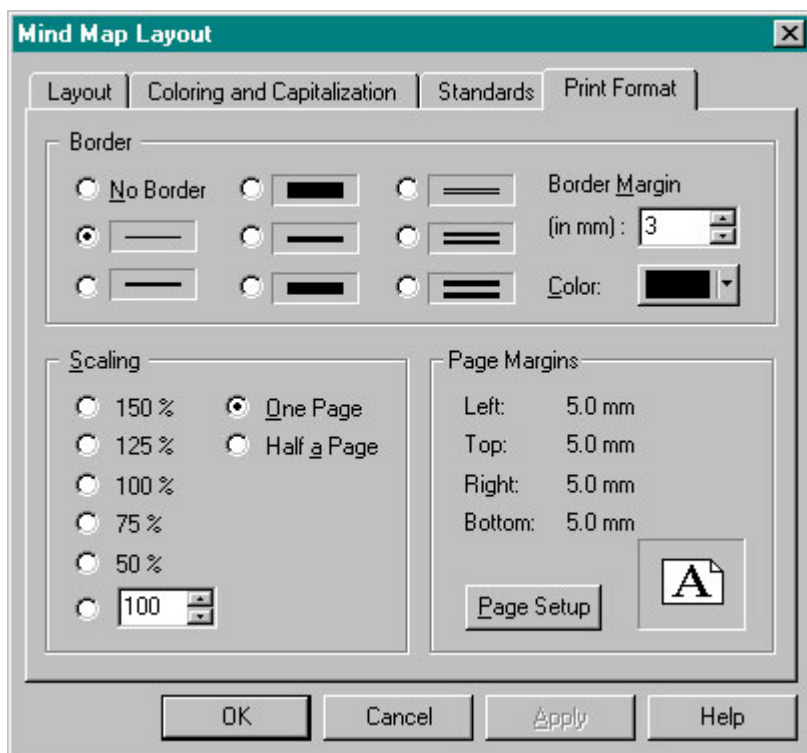 Mind Map Layout
Layout Coloring and Capitalization Standards Print Format
Border
No Border
Border Margin
(in mm) : 3
Color:
Scaling
150 %
125 %
100 %
75 %
50 %
100
One Page
Half a Page
Page Margins
Left: 5.0 mm
Top: 5.0 mm
Right: 5.0 mm
Bottom: 5.0 mm
Page Setup
A
OK Cancel Apply Help